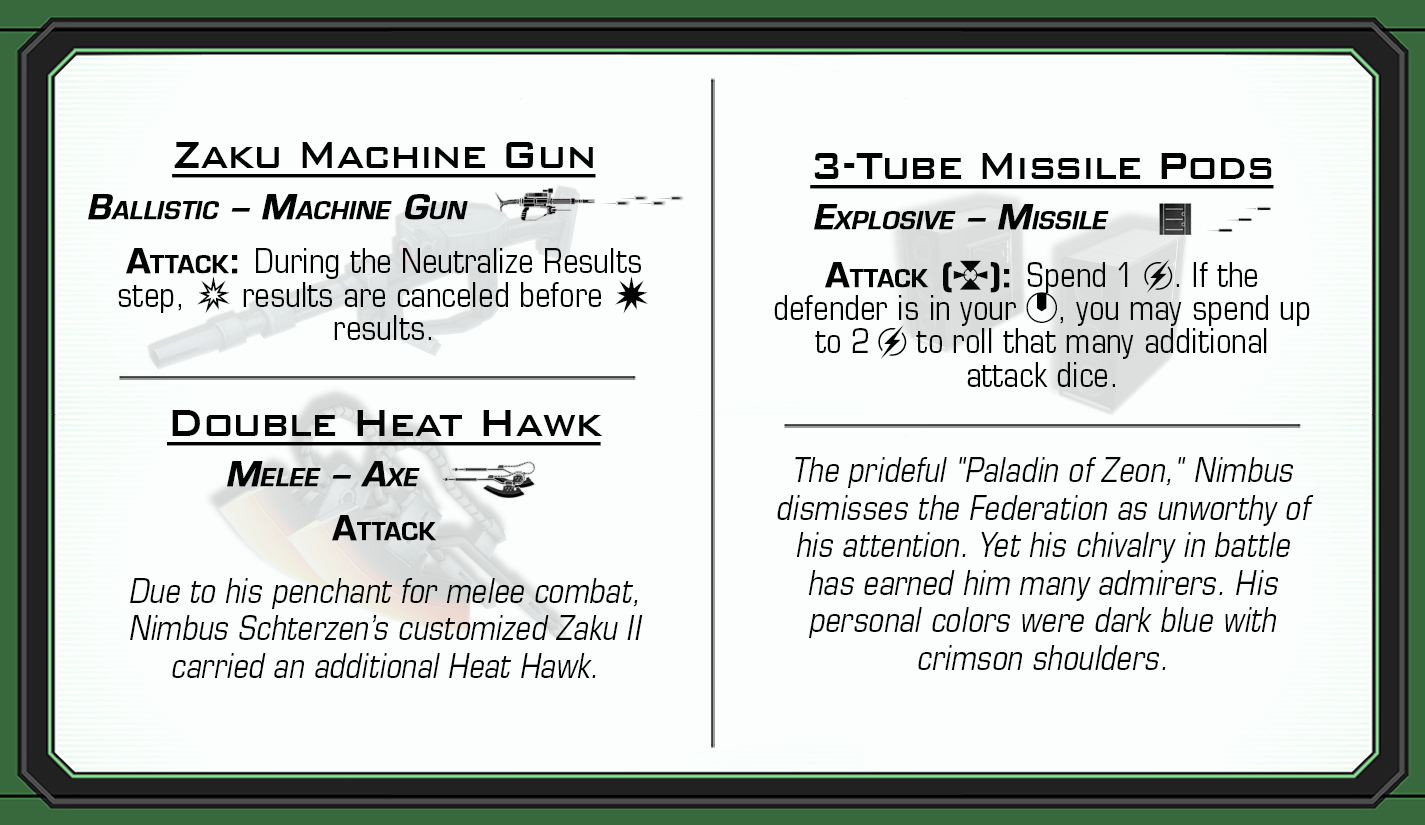 Zaku Machine Gun
Ballistic – Machine Gun
Attack: During the Neutralize Results
step, results are canceled before
results.
Double Heat Hawk
Melee – Axe
Attack
Due to his penchant for melee combat,
Nimbus Schterzen's customized Zaku II
carried an additional Heat Hawk.
3-Tube Missile Pods
Explosive – Missile
Attack ( ): Spend 1 . If the
defender is in your , you may spend up
to 2 to roll that many additional
attack dice.
The prideful "Paladin of Zeon," Nimbus
dismisses the Federation as unworthy of
his attention. Yet his chivalry in battle
has earned him many admirers. His
personal colors were dark blue with
crimson shoulders.